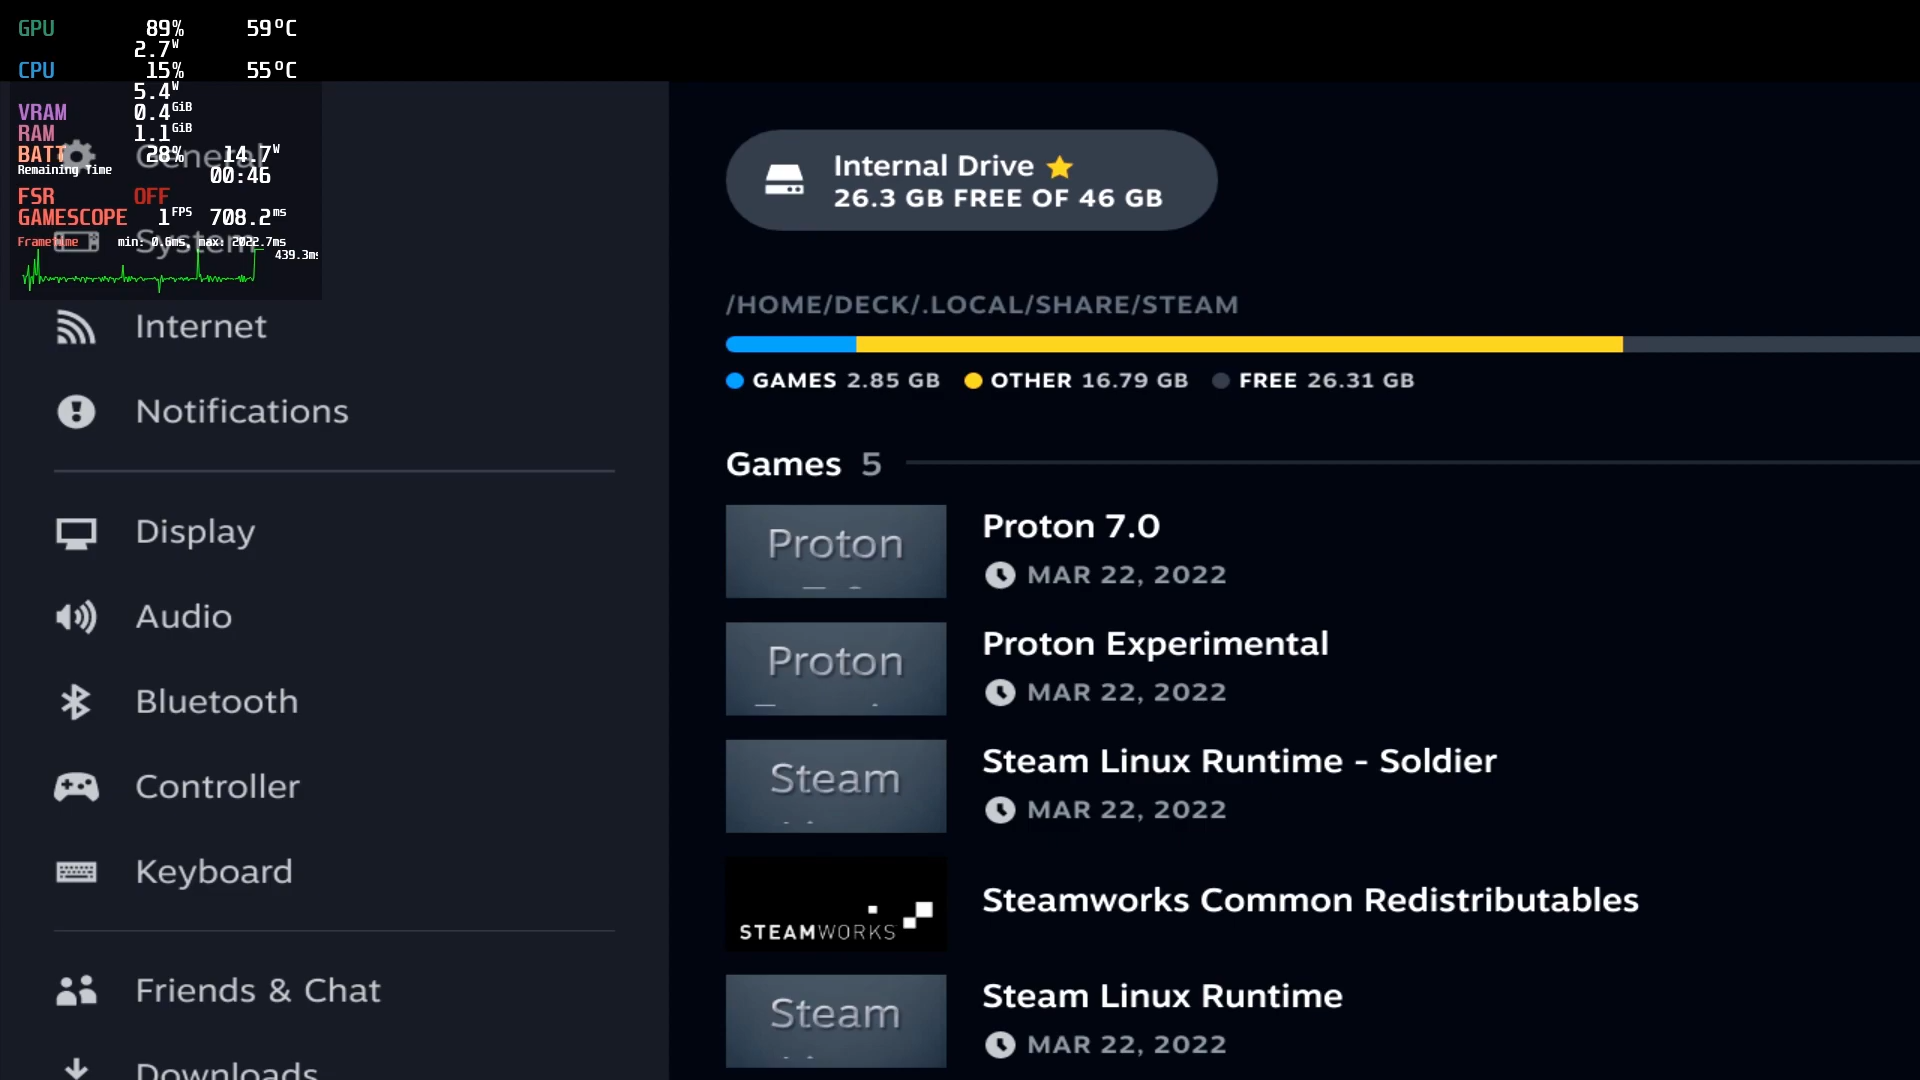 GPU 89% 59°C
2.7W
CPU 15% 55°C
5.4W
VRAM 0.4GiB
RAM 1.1GiB
BATT 28% 14.7W
Remaining Time 00:46
FSR OFF
GAMESCOPE 1FPS 708.2ms
Frametime min: 0.6ms, max: 2022.7ms
439.3ms
General
System
Internet
Notifications
Display
Audio
Bluetooth
Controller
Keyboard
Friends & Chat
Downloads
Internal Drive
26.3 GB FREE OF 46 GB
/HOME/DECK/.LOCAL/SHARE/STEAM
GAMES 2.85 GB OTHER 16.79 GB FREE 26.31 GB
Games 5
Proton
Proton 7.0
MAR 22, 2022
Proton
Proton Experimental
MAR 22, 2022
Steam
Steam Linux Runtime - Soldier
MAR 22, 2022
STEAMWORKS
Steamworks Common Redistributables
Steam
Steam Linux Runtime
MAR 22, 2022